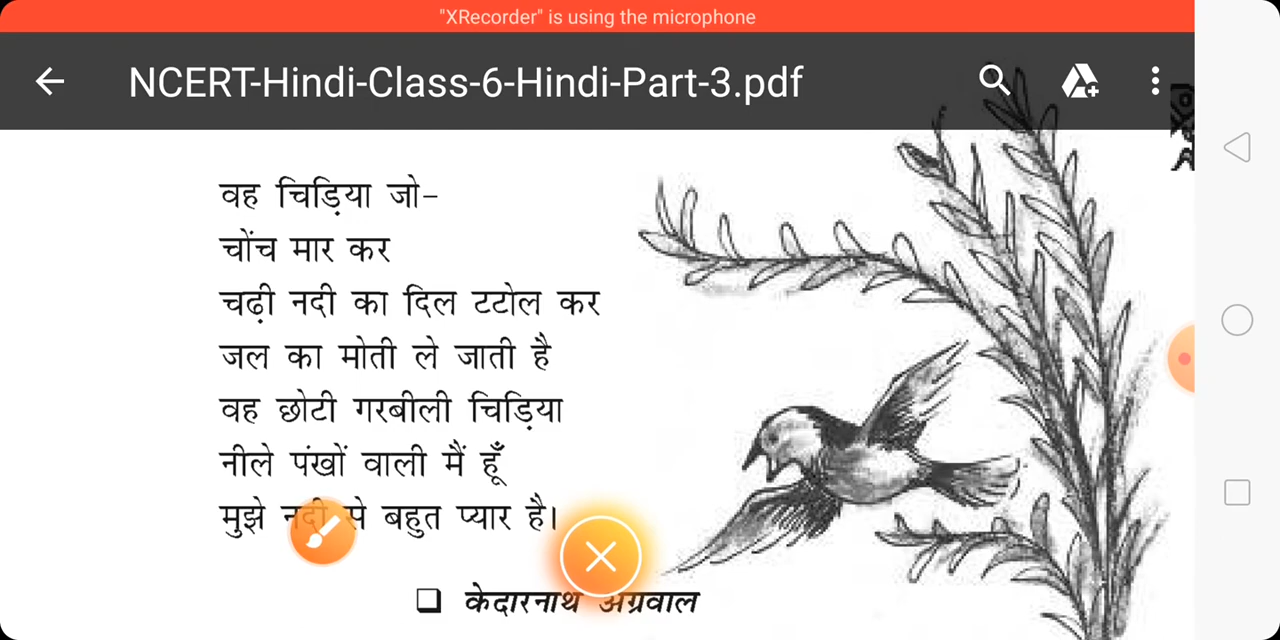 "XRecorder" is using the microphone
NCERT-Hindi-Class-6-Hindi-Part-3.pdf
वह चिड़िया जो–
चोंच मार कर
चढ़ी नदी का दिल टटोल कर
जल का मोती ले जाती है
वह छोटी गरबीली चिड़िया
नीले पंखों वाली मैं हूँ
मुझे नदी से बहुत प्यार है।
केदारनाथ अग्रवाल